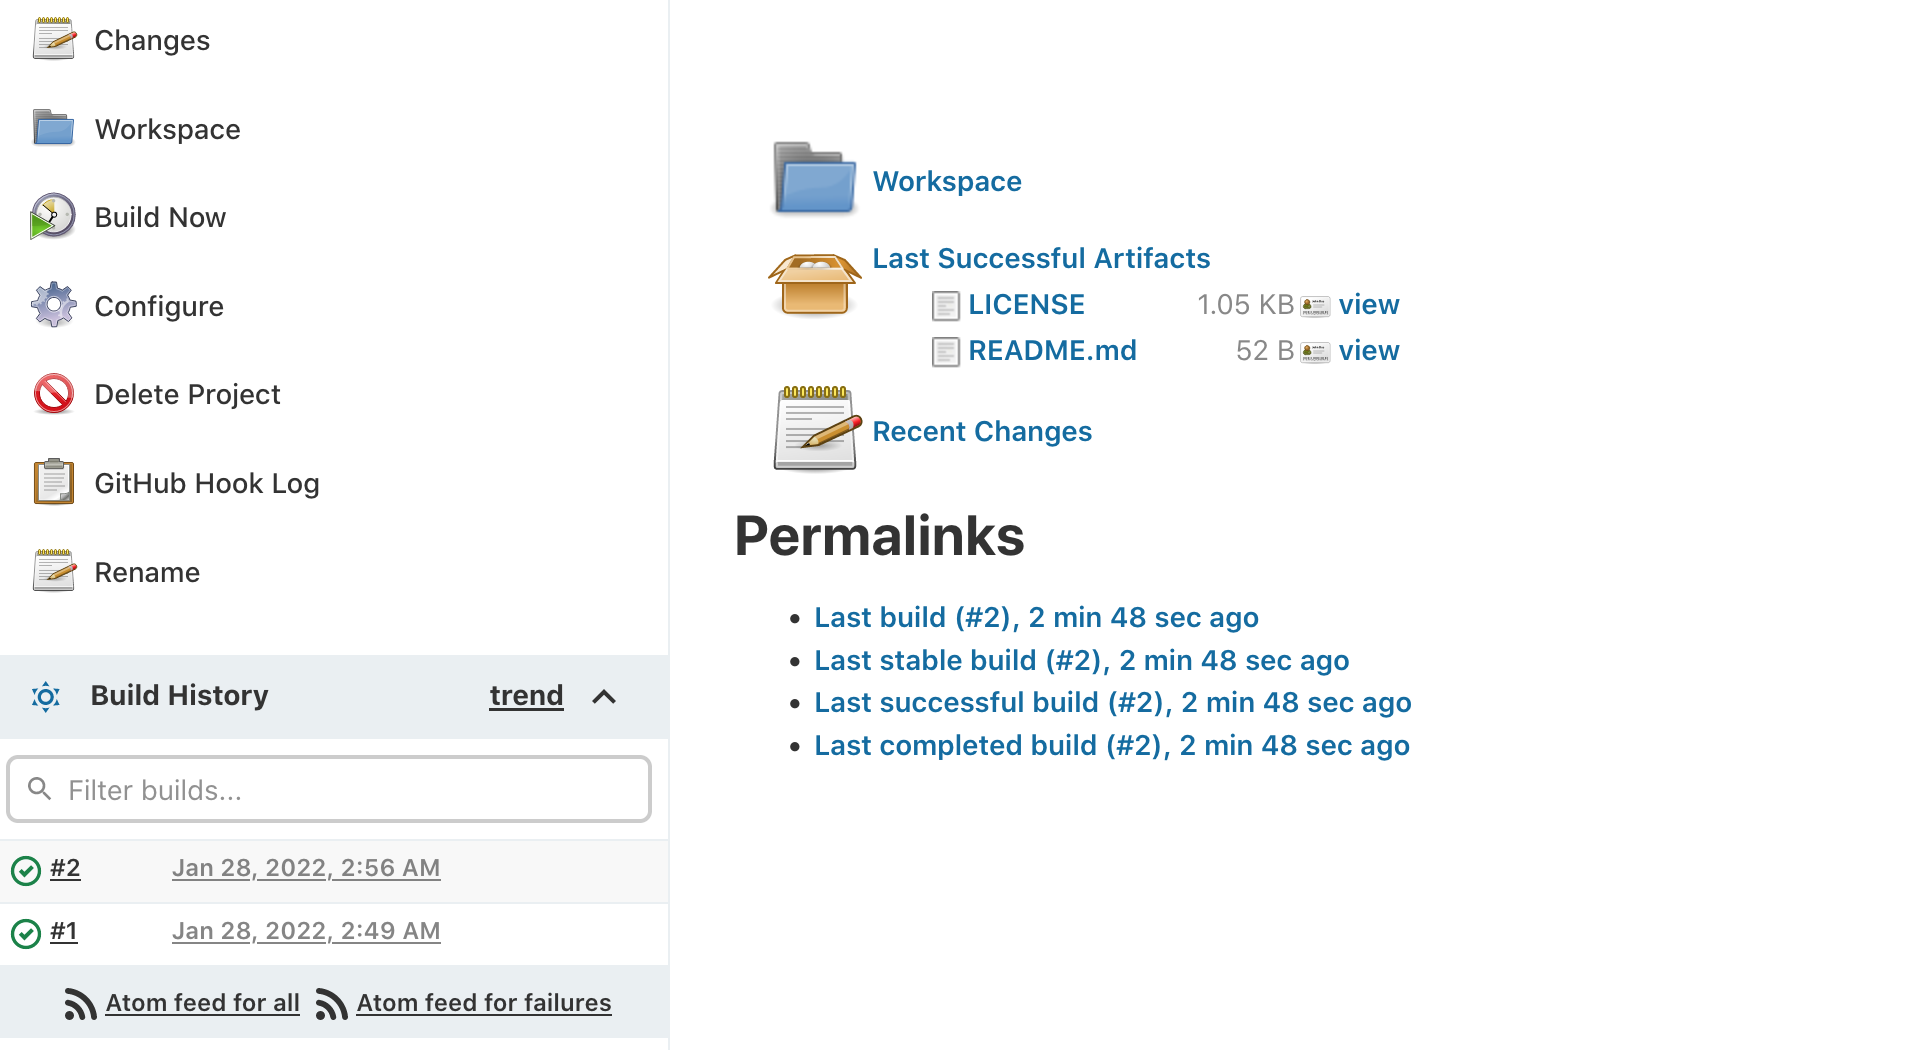 Changes
Workspace
Build Now
Configure
Delete Project
GitHub Hook Log
Rename
Build History trend
Filter builds...
#2 Jan 28, 2022, 2:56 AM
#1 Jan 28, 2022, 2:49 AM
Atom feed for all Atom feed for failures
Workspace
Last Successful Artifacts
LICENSE 1.05 KB view
README.md 52 B view
Recent Changes
Permalinks
Last build (#2), 2 min 48 sec ago
Last stable build (#2), 2 min 48 sec ago
Last successful build (#2), 2 min 48 sec ago
Last completed build (#2), 2 min 48 sec ago